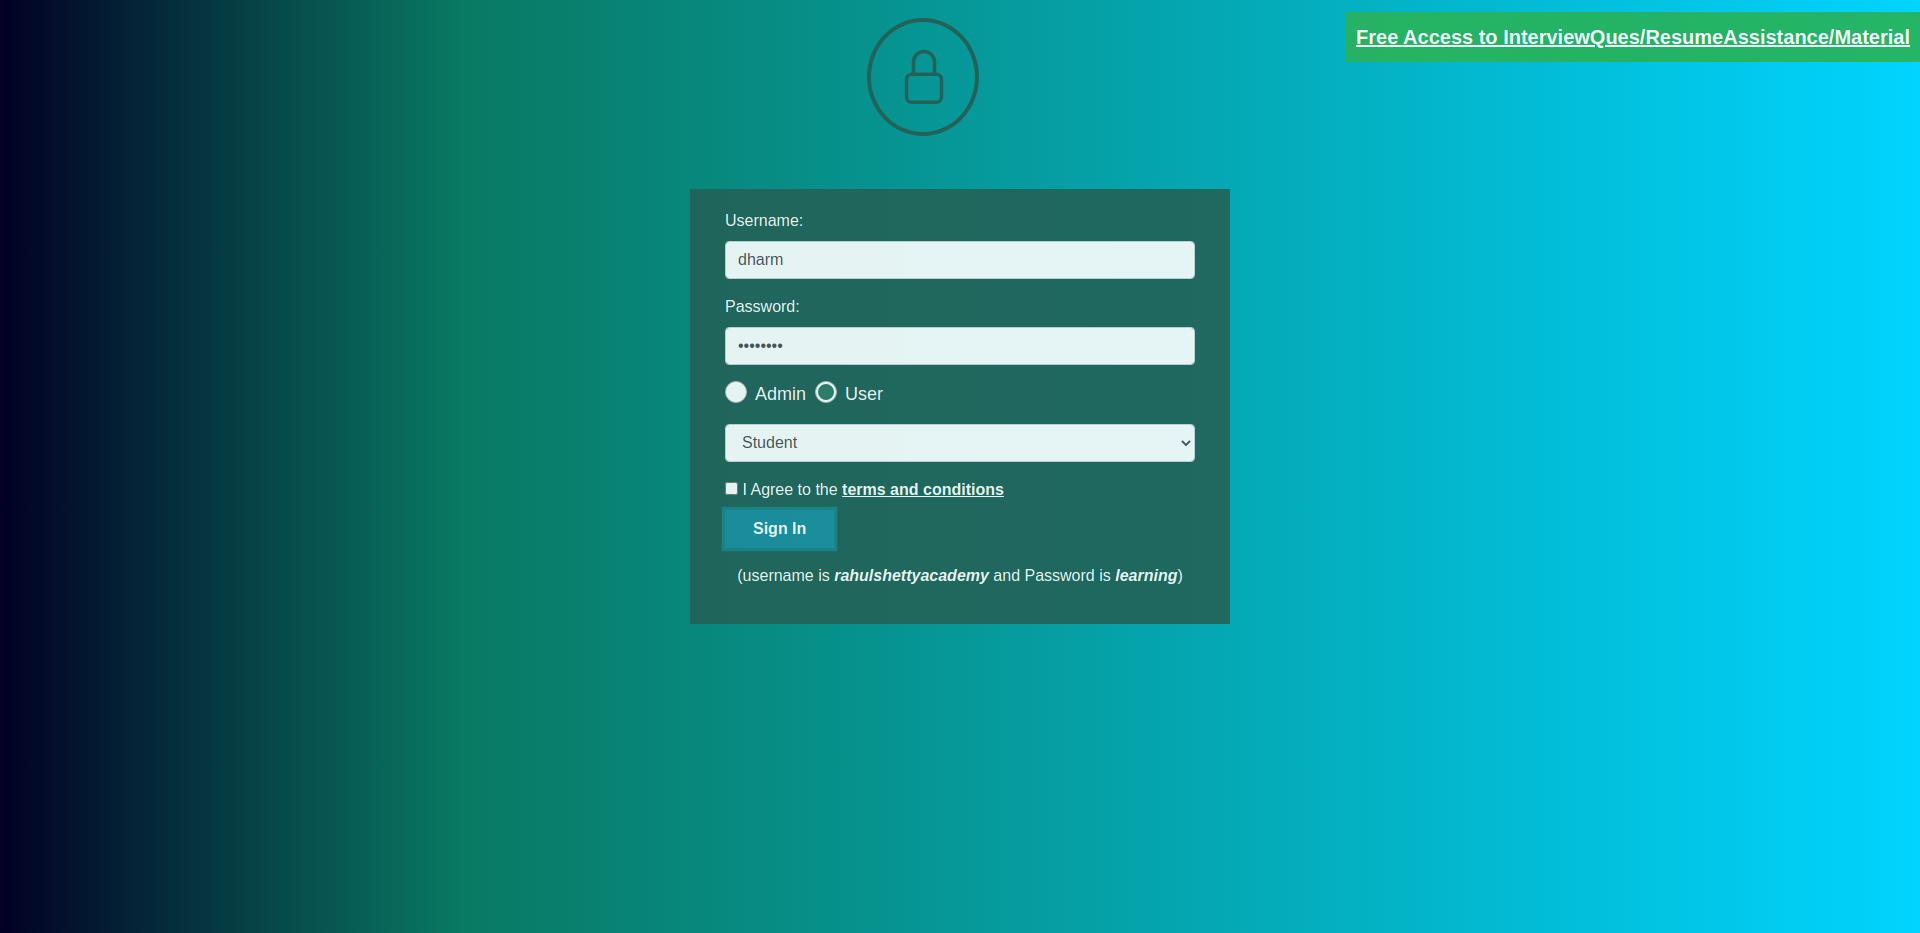 Free Access to InterviewQues/ResumeAssistance/Material
Username:
dharm
Password:
••••••••
Admin User
Student
I Agree to the terms and conditions
Sign In
(username is rahulshettyacademy and Password is learning)